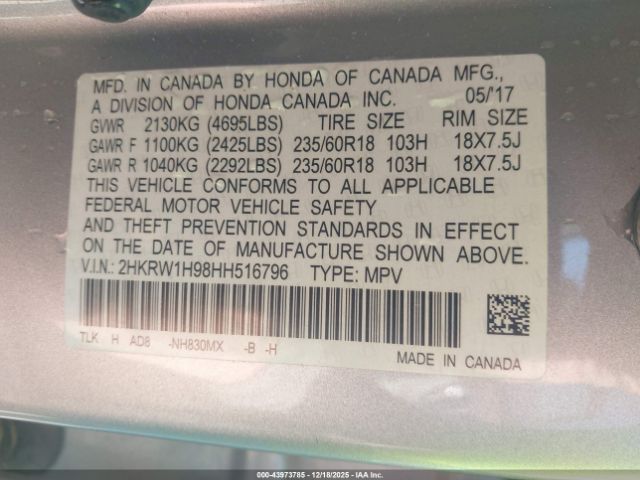 MFD. IN CANADA BY HONDA OF CANADA MFG.,
A DIVISION OF HONDA CANADA INC. 05/'17
GVWR 2130KG (4695LBS) TIRE SIZE RIM SIZE
GAWR F 1100KG (2425LBS) 235/60R18 103H 18X7.5J
GAWR R 1040KG (2292LBS) 235/60R18 103H 18X7.5J
THIS VEHICLE CONFORMS TO ALL APPLICABLE
FEDERAL MOTOR VEHICLE SAFETY
AND THEFT PREVENTION STANDARDS IN EFFECT
ON THE DATE OF MANUFACTURE SHOWN ABOVE.
V.I.N.: 2HKRW1H98HH516796 TYPE: MPV
TLK H AD8 -NH830MX -B -H
MADE IN CANADA
000-43973785 - 12/18/2025 - IAA Inc.